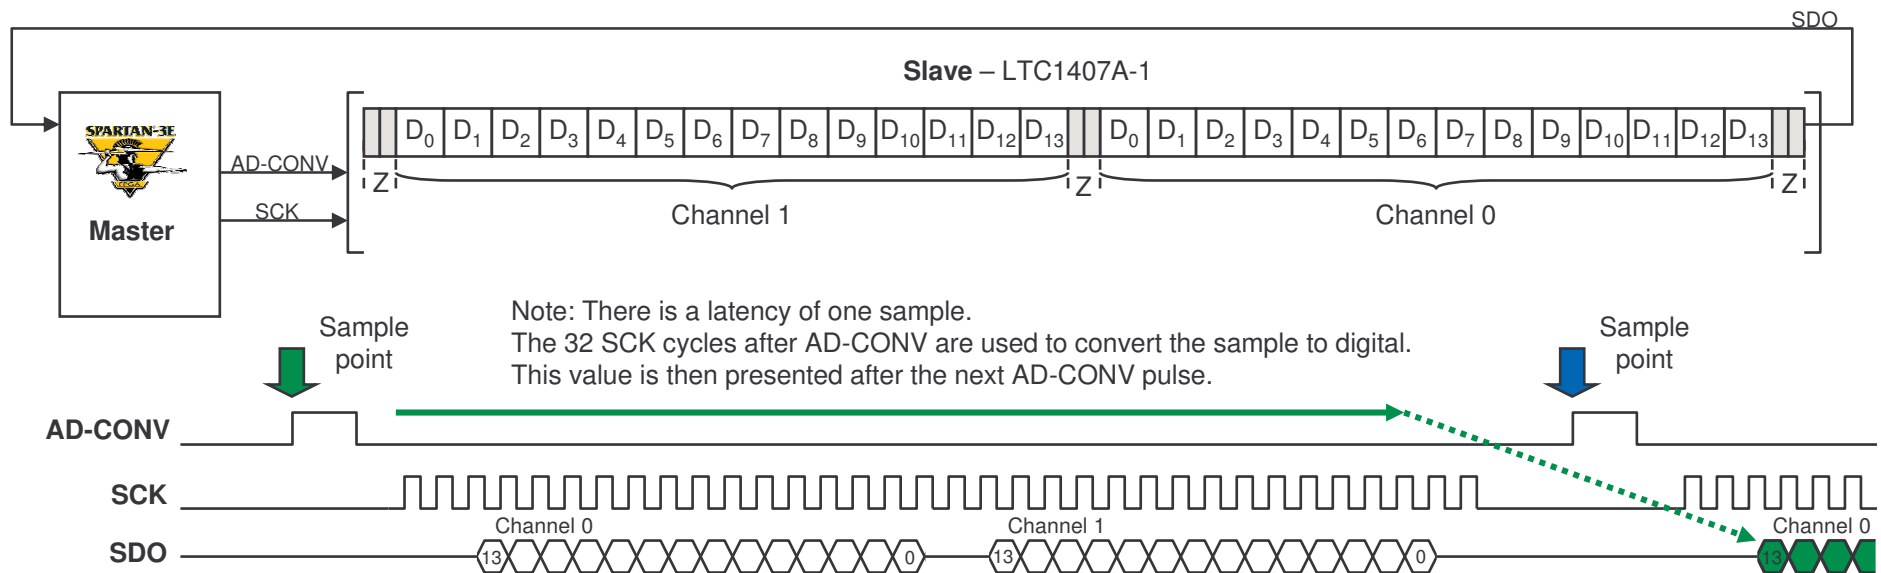 SDO
Slave – LTC1407A-1
SPARTAN-3E
FPGA
Master
AD-CONV
SCK
D0 D1 D2 D3 D4 D5 D6 D7 D8 D9 D10 D11 D12 D13 D0 D1 D2 D3 D4 D5 D6 D7 D8 D9 D10 D11 D12 D13
Z Z Z
Channel 1 Channel 0
Sample
point
Note: There is a latency of one sample.
The 32 SCK cycles after AD-CONV are used to convert the sample to digital.
This value is then presented after the next AD-CONV pulse.
Sample
point
AD-CONV
SCK
Channel 0 Channel 1 Channel 0
SDO 13 0 13 0 13